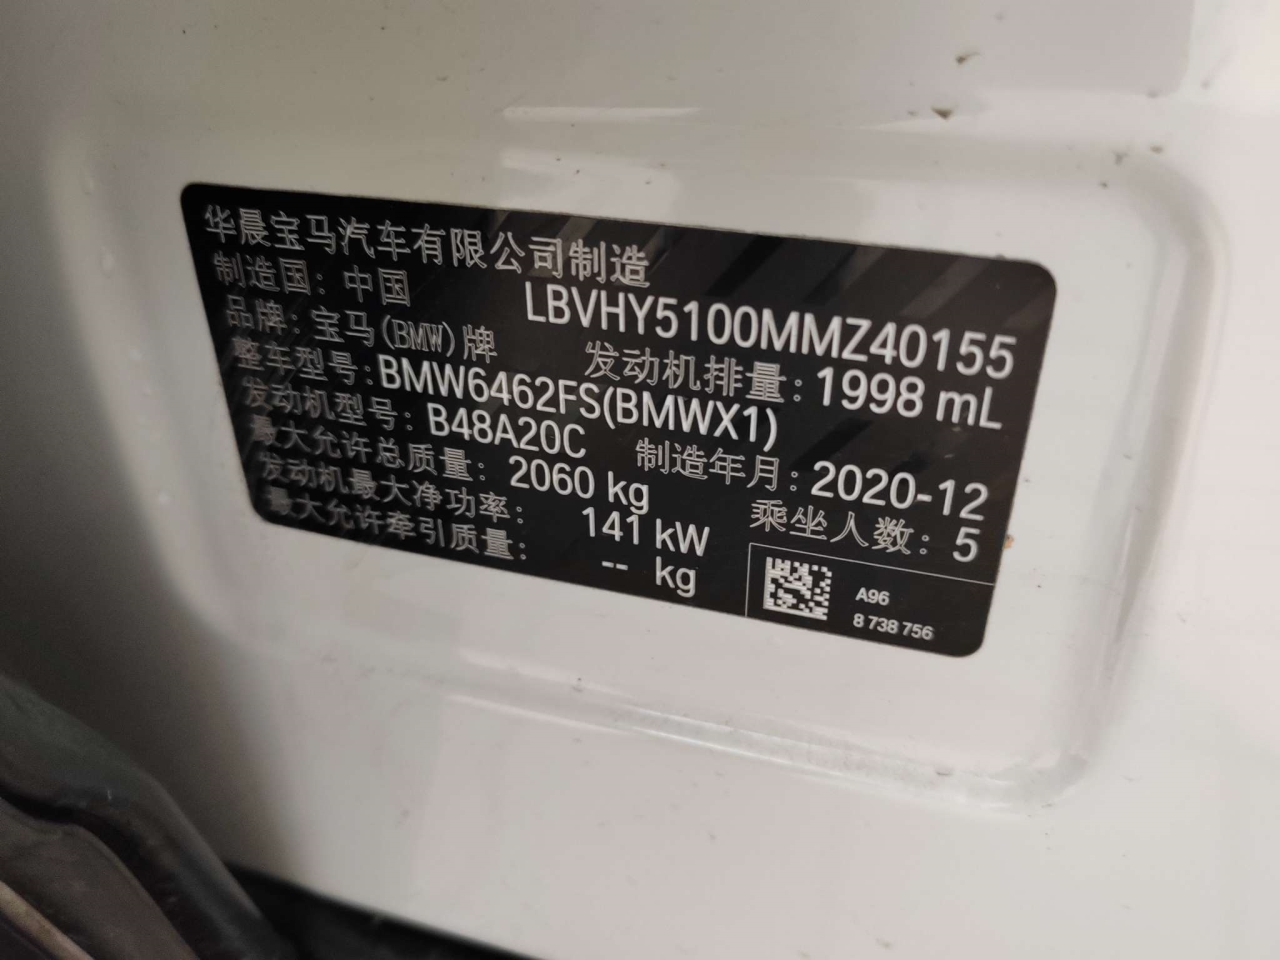 华晨宝马汽车有限公司制造
制造国：中国
LBVHY5100MMZ40155
品牌：宝马(BMW)牌
发动机排量：1998 mL
整车型号：BMW6462FS(BMWX1)
发动机型号：B48A20C
制造年月：2020-12
最大允许总质量：2060 kg
乘坐人数：5
发动机最大净功率：141 kW
最大允许牵引质量：-- kg
A96
8 738 756